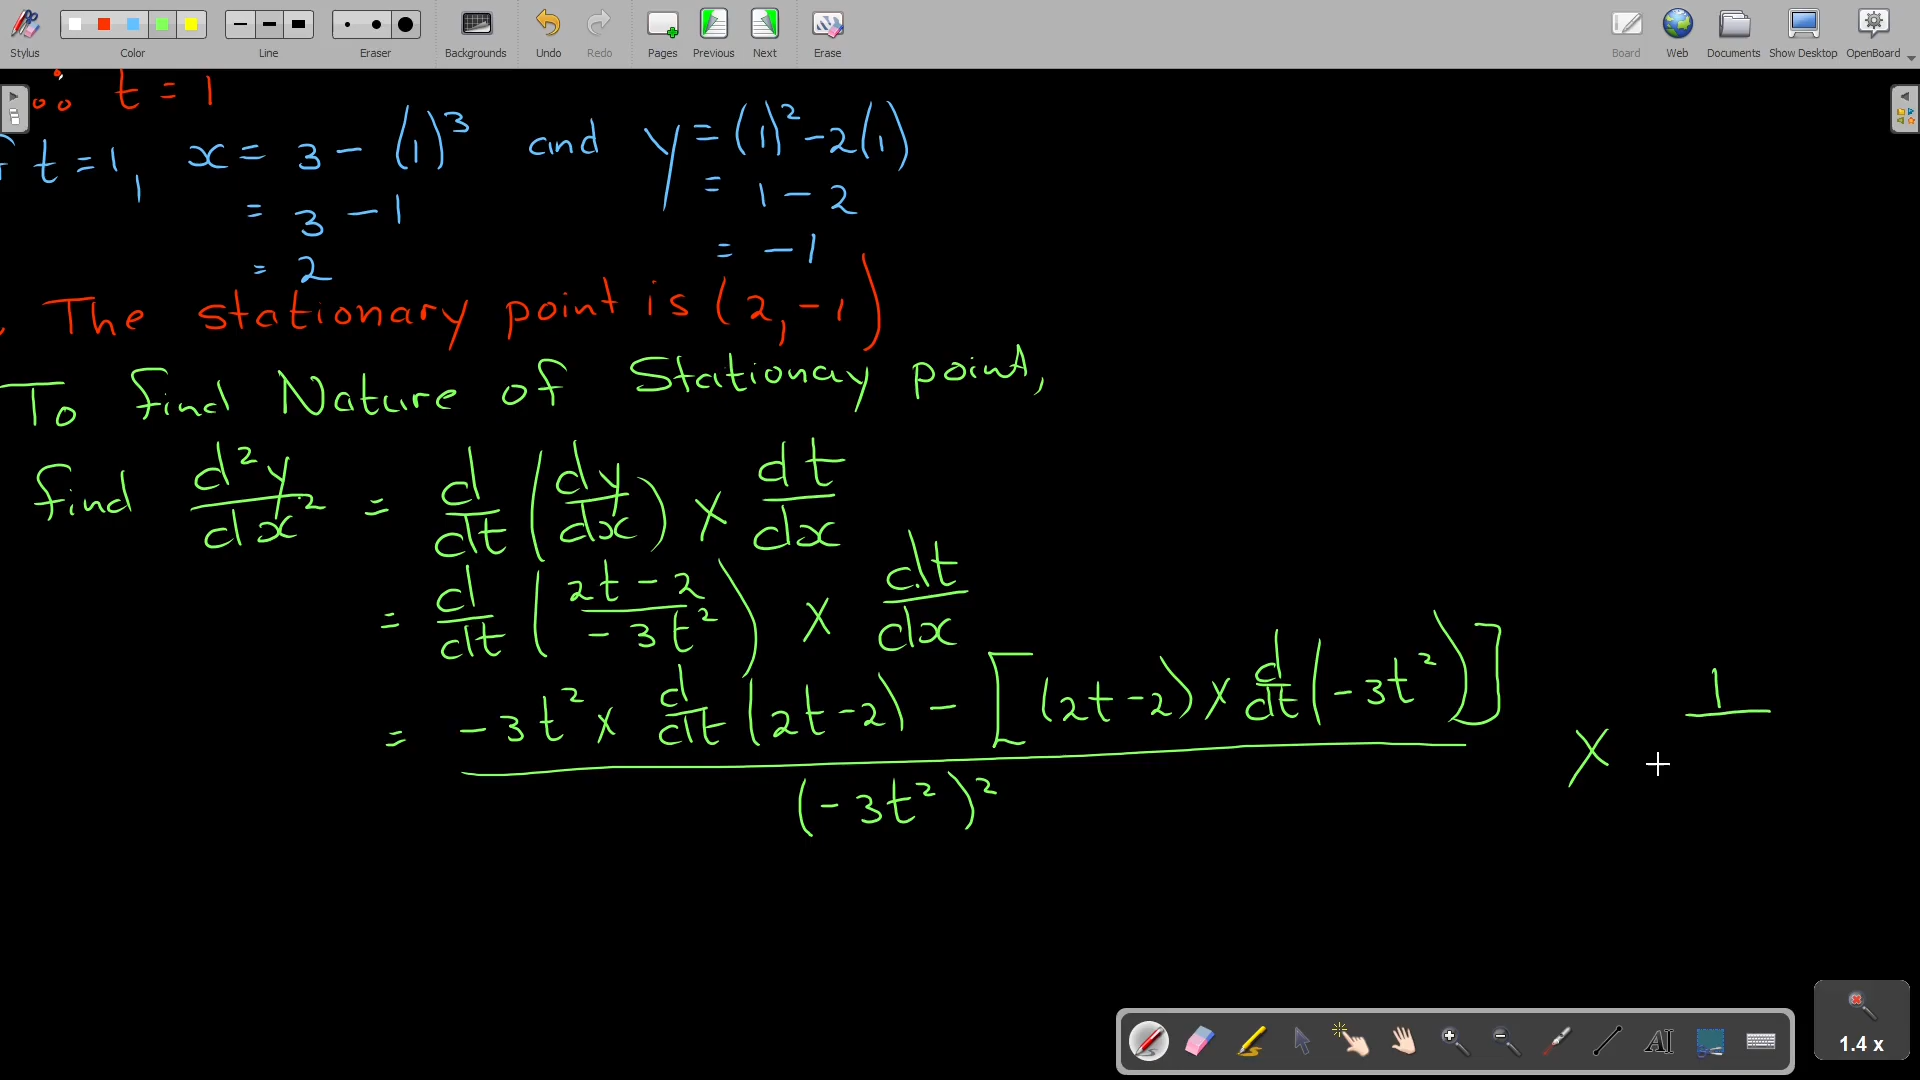 Stylus Color Line Eraser Backgrounds Undo Redo Pages Previous Next Erase Board Web Documents Show Desktop OpenBoard
∴ t = 1
t = 1, x = 3 - (1)³ and y = (1)² - 2(1)
= 3 - 1 = 1 - 2
= 2 = -1
The stationary point is (2, -1)
To find Nature of Stationay point,
find d²y/dx² = d/dt (dy/dx) × dt/dx
= d/dt ((2t - 2)/(-3t²)) × dt/dx
= (-3t² × d/dt (2t - 2) - [(2t - 2) × d/dt (-3t²)])/(-3t²)² × 1/
1.4 x